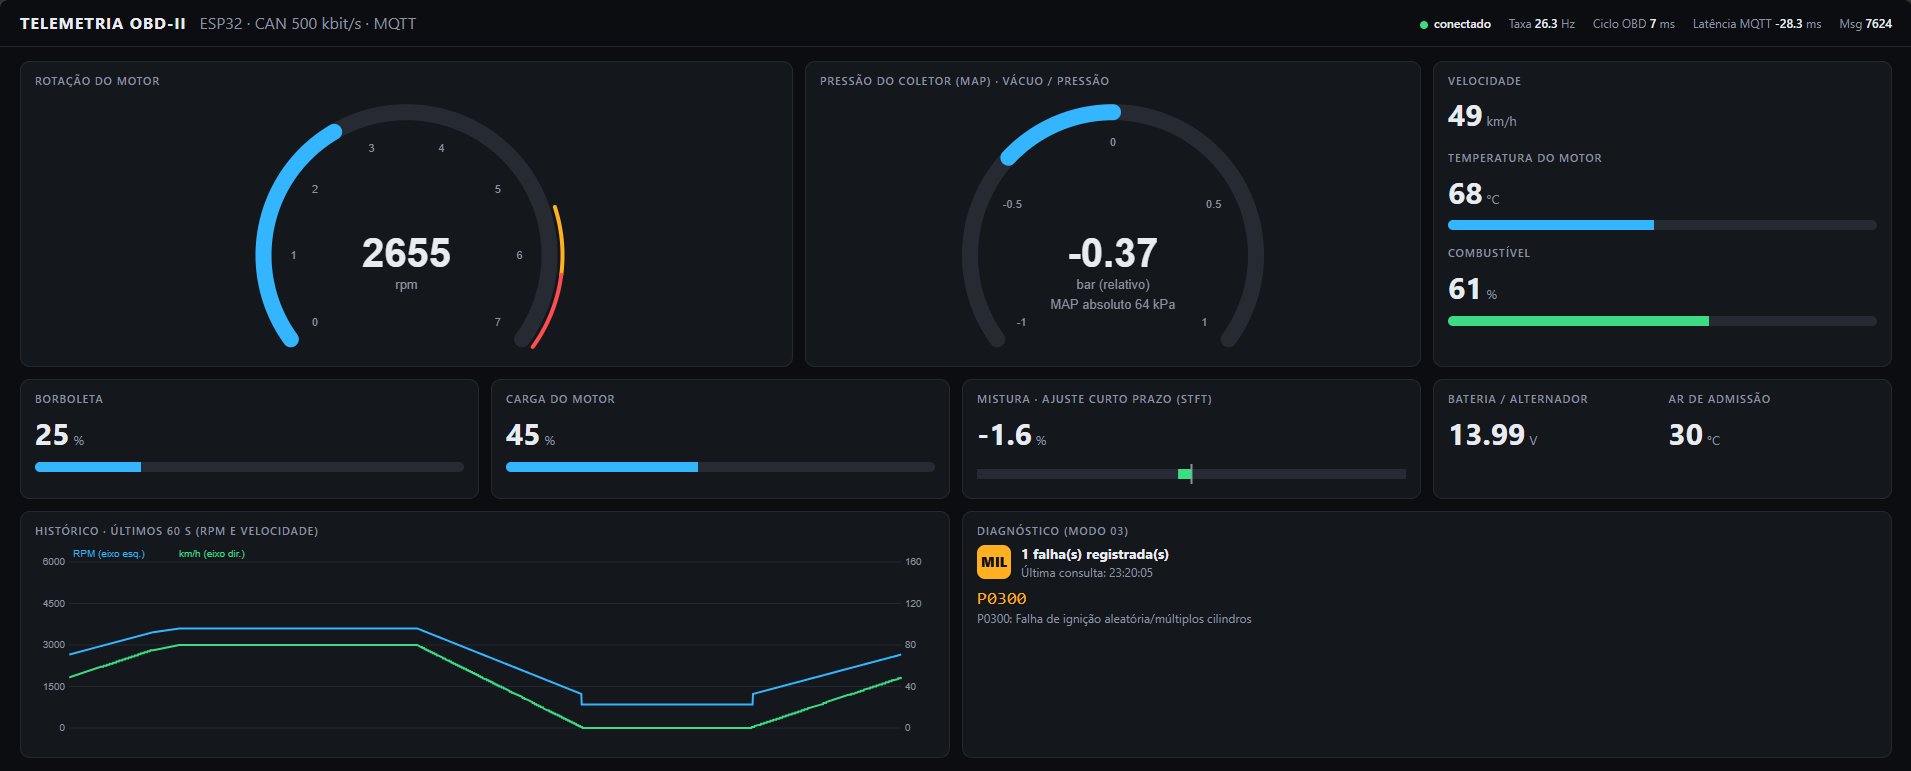 TELEMETRIA OBD-II ESP32 · CAN 500 kbit/s · MQTT
conectado Taxa 26.3 Hz Ciclo OBD 7 ms Latência MQTT -28.3 ms Msg 7624
ROTAÇÃO DO MOTOR
0
1
2
3
4
5
6
7
2655
rpm
PRESSÃO DO COLETOR (MAP) · VÁCUO / PRESSÃO
-1
-0.5
0
0.5
1
-0.37
bar (relativo)
MAP absoluto 64 kPa
VELOCIDADE
49 km/h
TEMPERATURA DO MOTOR
68 °C
COMBUSTÍVEL
61 %
BORBOLETA
25 %
CARGA DO MOTOR
45 %
MISTURA · AJUSTE CURTO PRAZO (STFT)
-1.6 %
BATERIA / ALTERNADOR
13.99 V
AR DE ADMISSÃO
30 °C
HISTÓRICO · ÚLTIMOS 60 S (RPM E VELOCIDADE)
RPM (eixo esq.) km/h (eixo dir.)
6000 160
4500 120
3000 80
1500 40
0 0
DIAGNÓSTICO (MODO 03)
MIL
1 falha(s) registrada(s)
Última consulta: 23:20:05
P0300
P0300: Falha de ignição aleatória/múltiplos cilindros